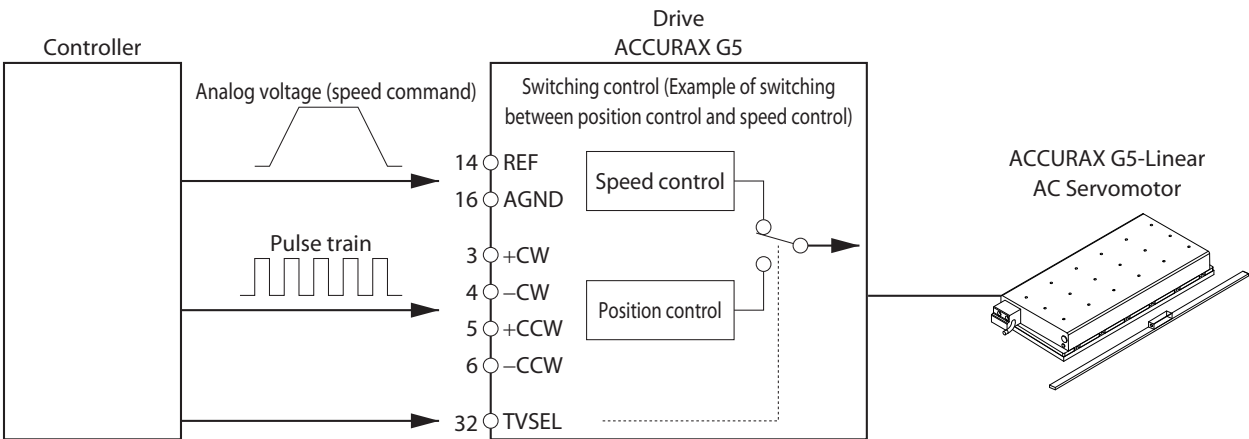 Controller
Drive
ACCURAX G5
Analog voltage (speed command)
Switching control (Example of switching
between position control and speed control)
14 REF
16 AGND
Speed control
Pulse train
3 +CW
4 –CW
5 +CCW
6 –CCW
Position control
32 TVSEL
ACCURAX G5-Linear
AC Servomotor